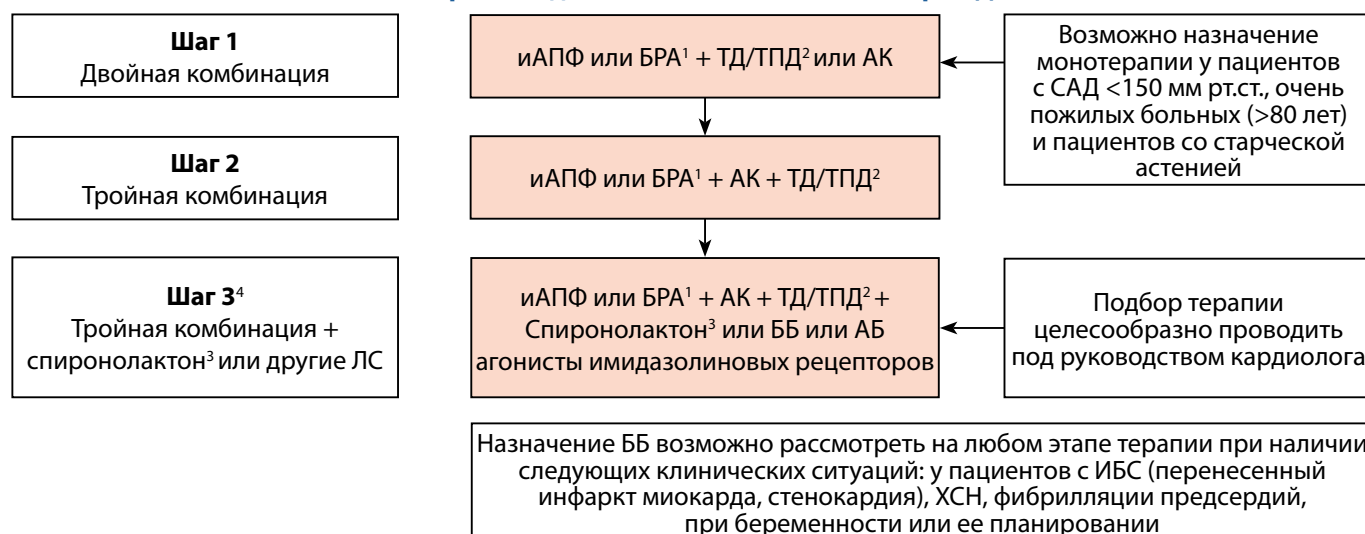 Шаг 1
Двойная комбинация
иАПФ или БРА¹ + ТД/ТПД² или АК
Возможно назначение
монотерапии у пациентов
с САД <150 мм рт.ст., очень
пожилых больных (>80 лет)
и пациентов со старческой
астенией
Шаг 2
Тройная комбинация
иАПФ или БРА¹ + АК + ТД/ТПД²
Шаг 3⁴
Тройная комбинация +
спиронолактон³ или другие ЛС
иАПФ или БРА¹ + АК + ТД/ТПД² +
Спиронолактон³ или ББ или АБ
агонисты имидазолиновых рецепторов
Подбор терапии
целесообразно проводить
под руководством кардиолога
Назначение ББ возможно рассмотреть на любом этапе терапии при наличии
следующих клинических ситуаций: у пациентов с ИБС (перенесенный
инфаркт миокарда, стенокардия), ХСН, фибрилляции предсердий,
при беременности или ее планировании